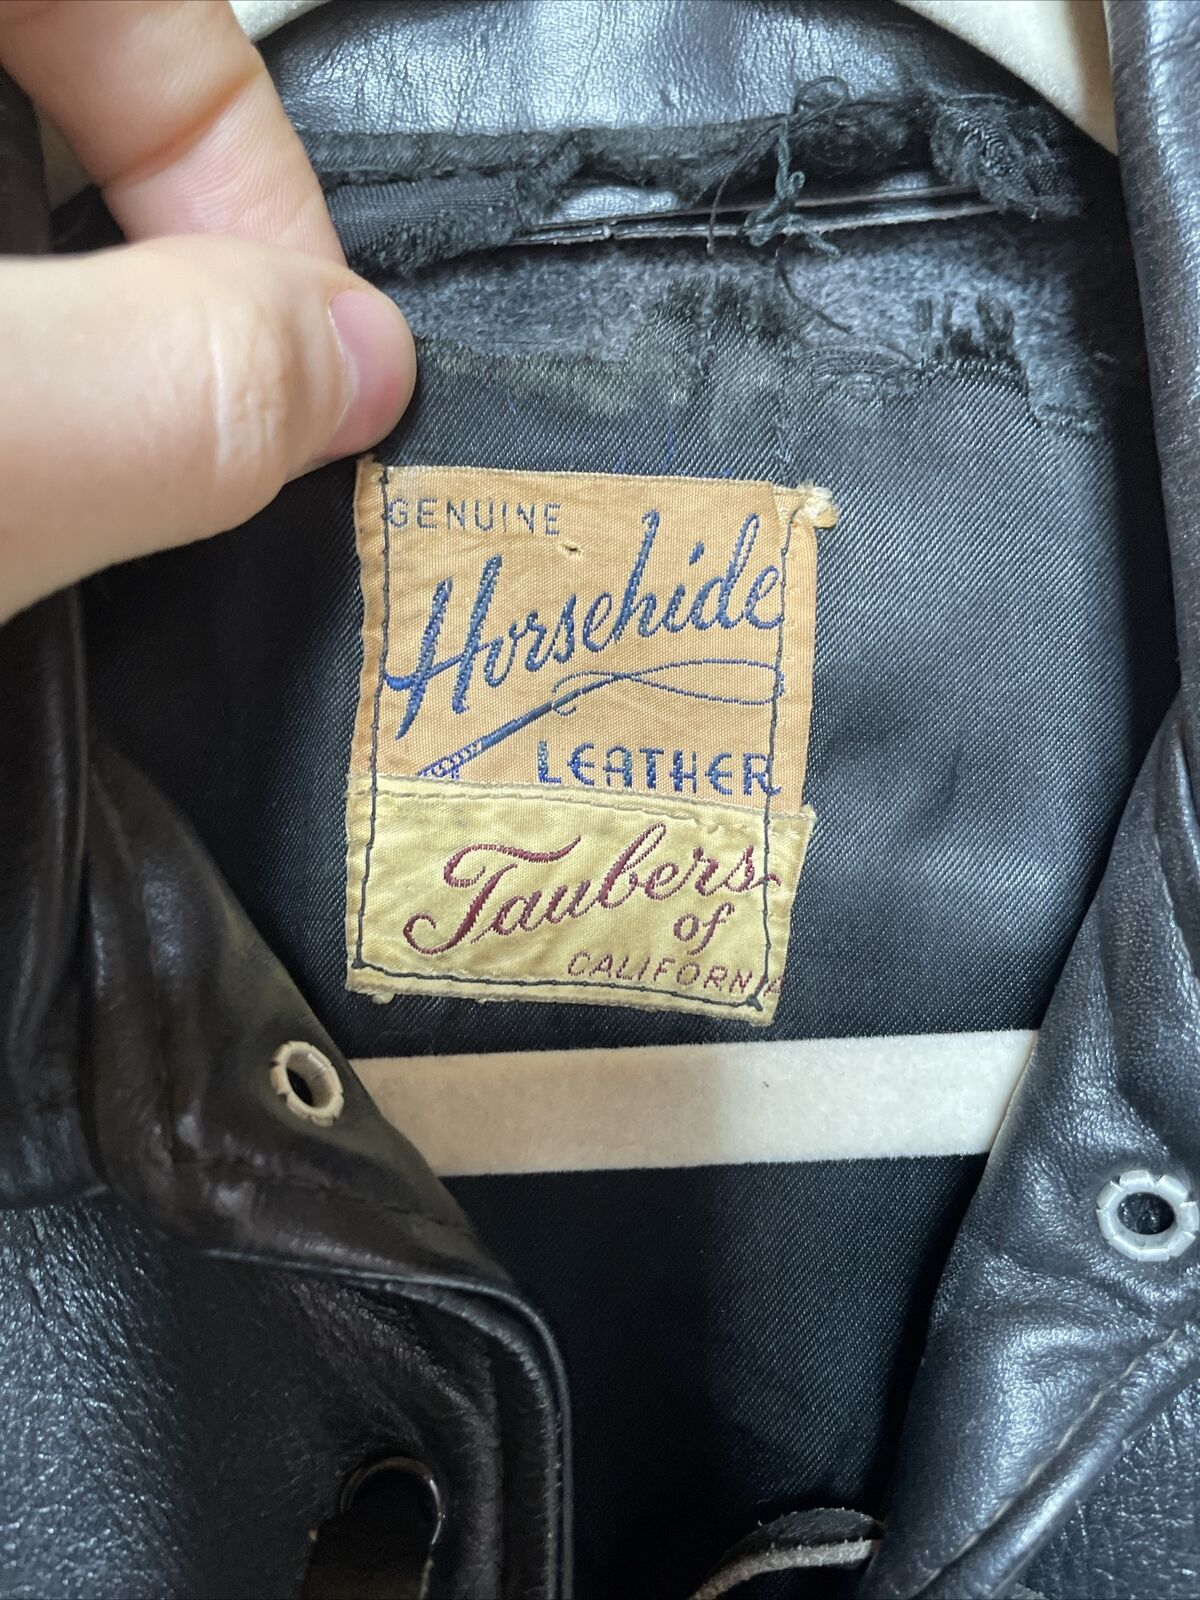 GENUINE
Horsehide
LEATHER
Taubers
of
CALIFORNIA